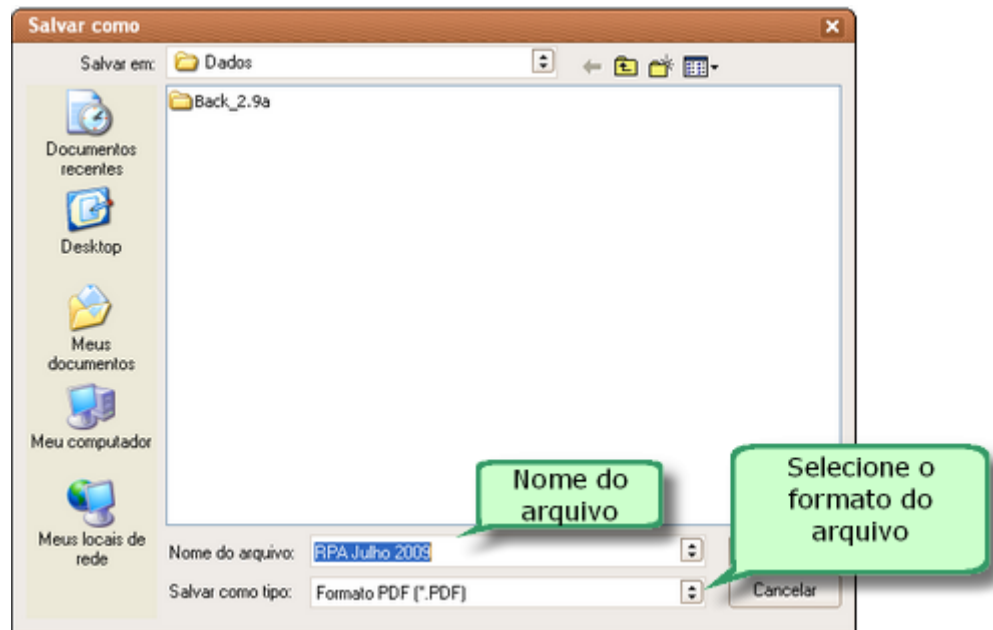 Salvar como
Salvar em:
Dados
Back_2.9a
Documentos
recentes
Desktop
Meus
documentos
Meu computador
Meus locais de
rede
Nome do
arquivo
Selecione o
formato do
arquivo
Nome do arquivo:
RPA Julho 2009
Salvar como tipo:
Formato PDF (*.PDF)
Cancelar